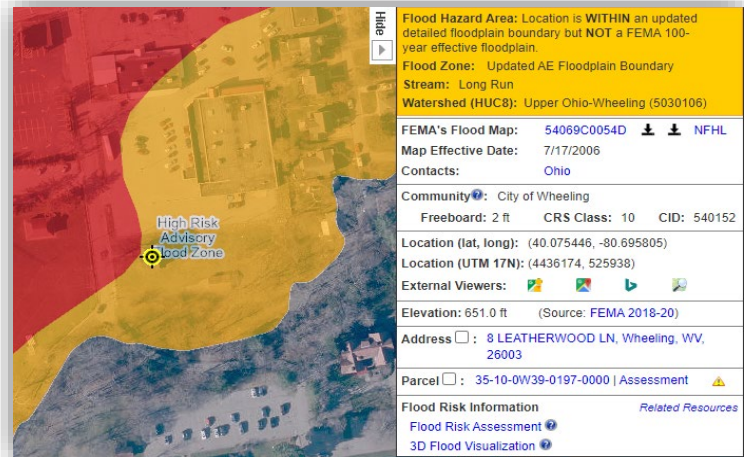 Hide
High Risk
Advisory
Flood Zone
Flood Hazard Area: Location is WITHIN an updated
detailed floodplain boundary but NOT a FEMA 100-
year effective floodplain.
Flood Zone: Updated AE Floodplain Boundary
Stream: Long Run
Watershed (HUC8): Upper Ohio-Wheeling (5030106)
FEMA's Flood Map: 54069C0054D NFHL
Map Effective Date: 7/17/2006
Contacts: Ohio
Community: City of Wheeling
Freeboard: 2 ft CRS Class: 10 CID: 540152
Location (lat, long): (40.075446, -80.695805)
Location (UTM 17N): (4436174, 525938)
External Viewers:
Elevation: 651.0 ft (Source: FEMA 2018-20)
Address : 8 LEATHERWOOD LN, Wheeling, WV,
26003
Parcel : 35-10-0W39-0197-0000 | Assessment
Flood Risk Information Related Resources
Flood Risk Assessment ?
3D Flood Visualization ?